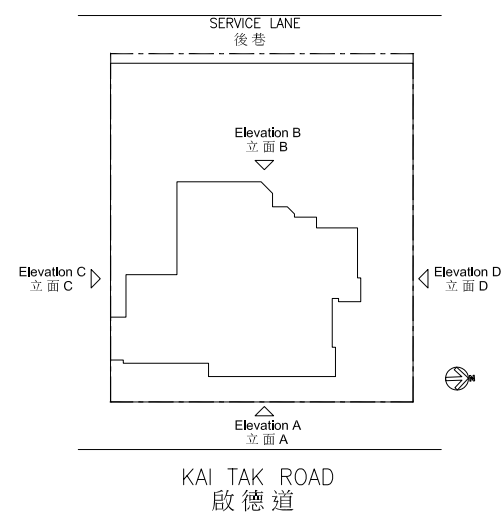 SERVICE LANE
後巷
Elevation B
立面 B
Elevation C
立面 C
Elevation D
立面 D
N
Elevation A
立面 A
KAI TAK ROAD
啟德道